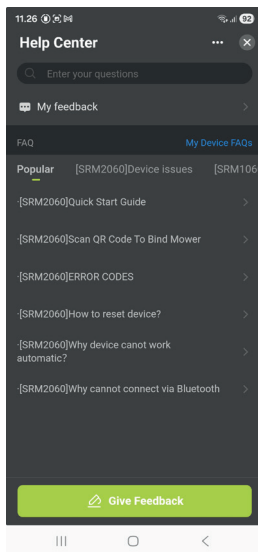 11.26
92
Help Center
Enter your questions
My feedback
FAQ
My Device FAQs
Popular
[SRM2060]Device issues
[SRM106
·[SRM2060]Quick Start Guide
·[SRM2060]Scan QR Code To Bind Mower
·[SRM2060]ERROR CODES
·[SRM2060]How to reset device?
·[SRM2060]Why device canot work
automatic?
·[SRM2060]Why cannot connect via Bluetooth
Give Feedback